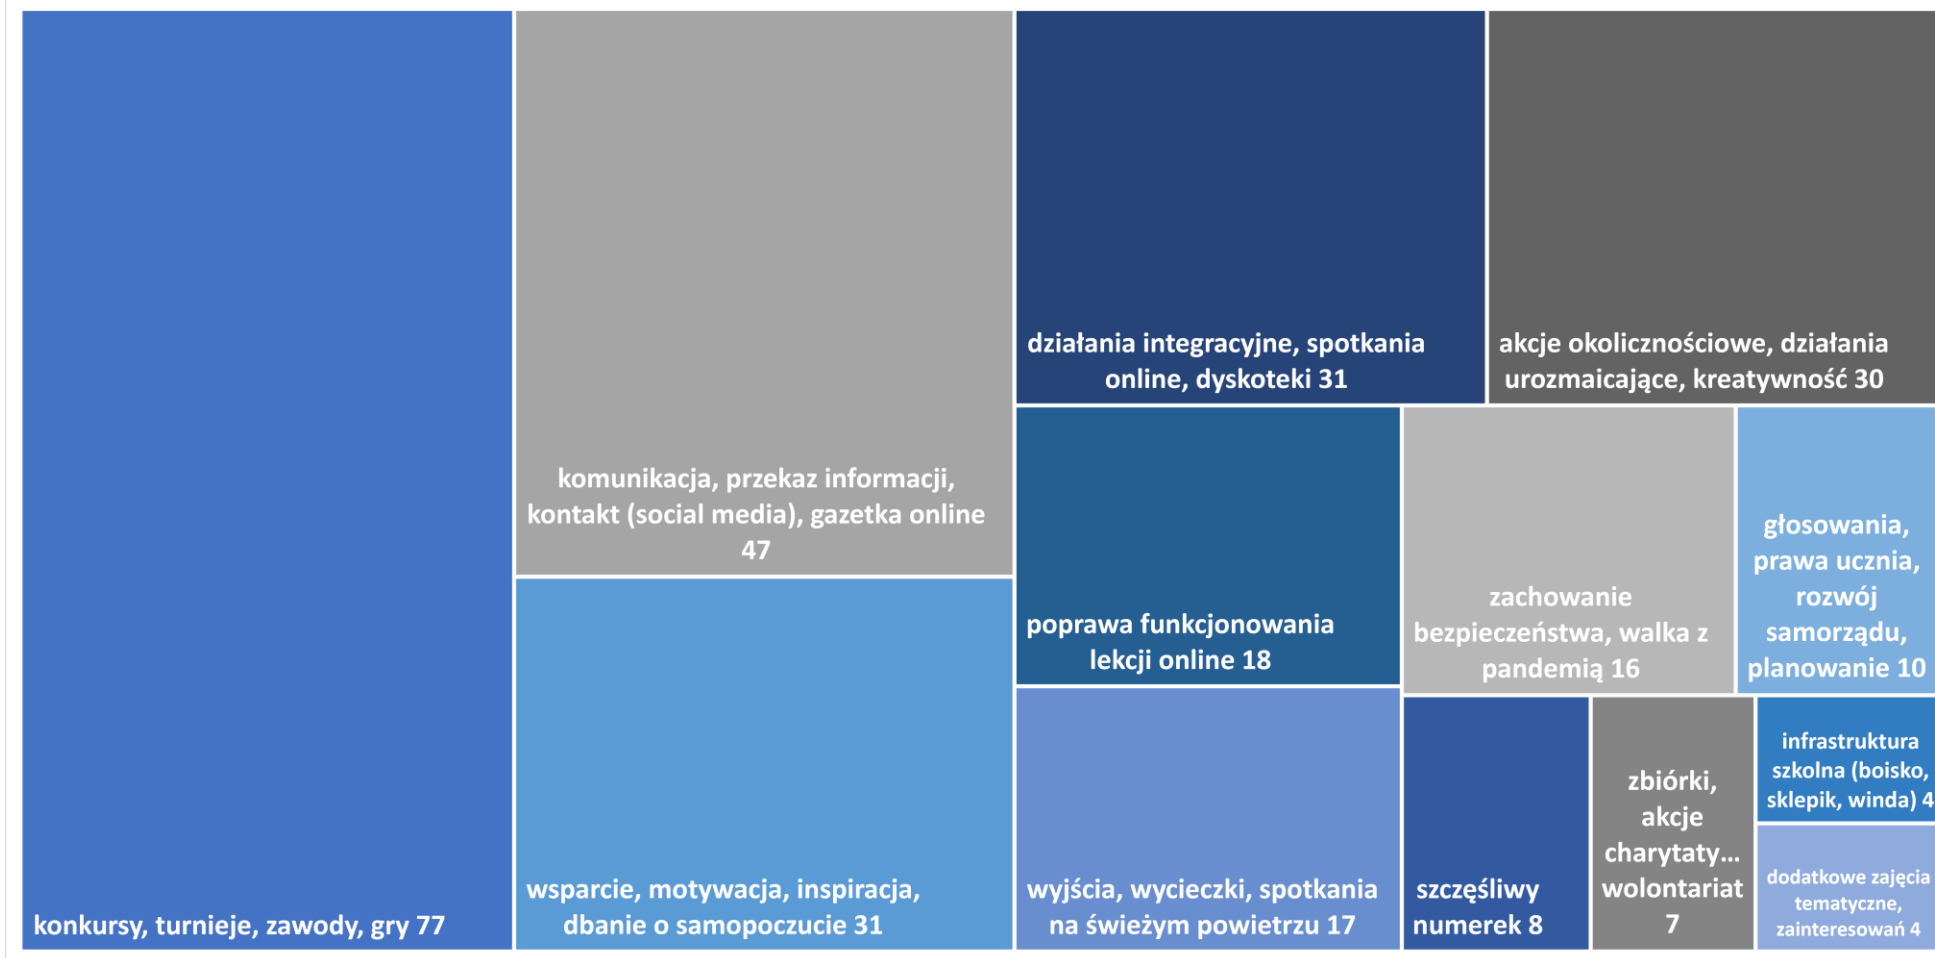 konkursy, turnieje, zawody, gry 77
komunikacja, przekaz informacji,
kontakt (social media), gazetka online
47
wsparcie, motywacja, inspiracja,
dbanie o samopoczucie 31
działania integracyjne, spotkania
online, dyskoteki 31
akcje okolicznościowe, działania
urozmaicające, kreatywność 30
poprawa funkcjonowania
lekcji online 18
wyjścia, wycieczki, spotkania
na świeżym powietrzu 17
zachowanie
bezpieczeństwa, walka z
pandemią 16
głosowania,
prawa ucznia,
rozwój
samorządu,
planowanie 10
szczęśliwy
numerek 8
zbiórki,
akcje
charytaty...
wolontariat
7
infrastruktura
szkolna (boisko,
sklepik, winda) 4
dodatkowe zajęcia
tematyczne,
zainteresowań 4